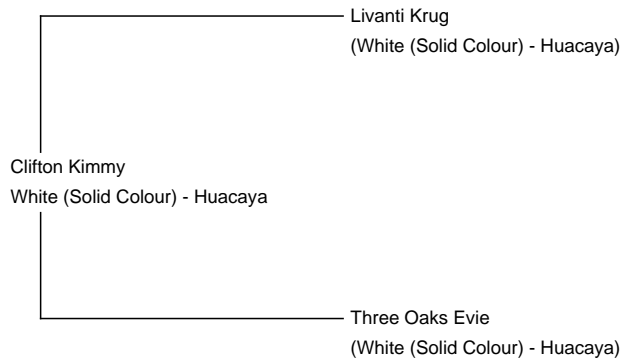 Livanti Krug
(White (Solid Colour) - Huacaya)
Clifton Kimmy
White (Solid Colour) - Huacaya
Three Oaks Evie
(White (Solid Colour) - Huacaya)